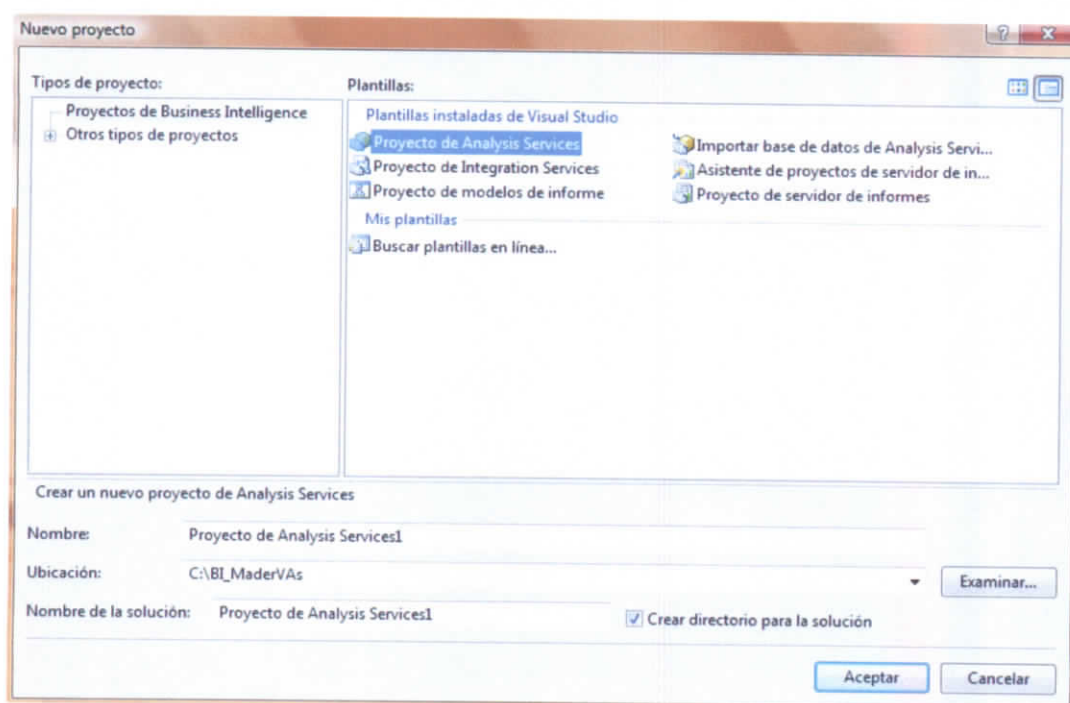 Nuevo proyecto
Tipos de proyecto:
Proyectos de Business Intelligence
Otros tipos de proyectos
Plantillas:
Plantillas instaladas de Visual Studio
Proyecto de Analysis Services
Proyecto de Integration Services
Proyecto de modelos de informe
Importar base de datos de Analysis Servi...
Asistente de proyectos de servidor de in...
Proyecto de servidor de informes
Mis plantillas
Buscar plantillas en línea...
Crear un nuevo proyecto de Analysis Services
Nombre: Proyecto de Analysis Services1
Ubicación: C:\BI_MaderVAs
Examinar...
Nombre de la solución: Proyecto de Analysis Services1
Crear directorio para la solución
Aceptar Cancelar